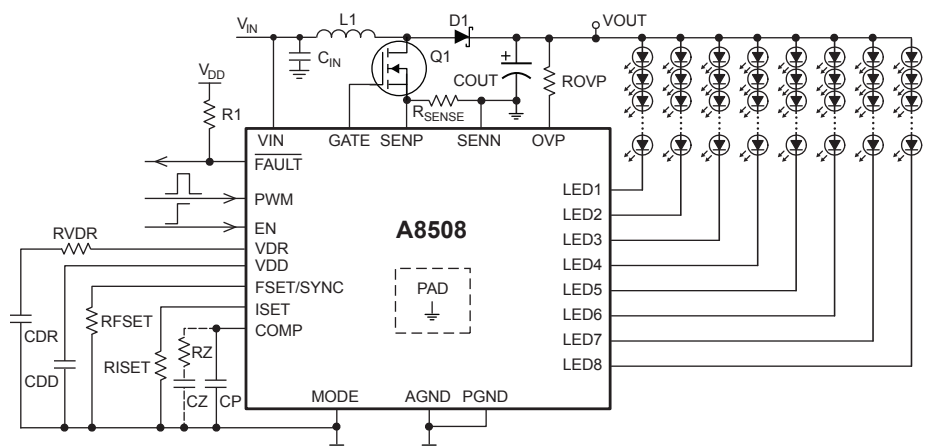 VIN L1 D1 VOUT
CIN Q1 COUT ROVP
VDD
R1 RSENSE
VIN GATE SENP SENN OVP
FAULT
PWM
EN
RVDR VDR
VDD
FSET/SYNC
ISET
COMP
A8508
PAD
LED1
LED2
LED3
LED4
LED5
LED6
LED7
LED8
CDR RFSET
CDD RISET RZ
CZ CP
MODE AGND PGND
+